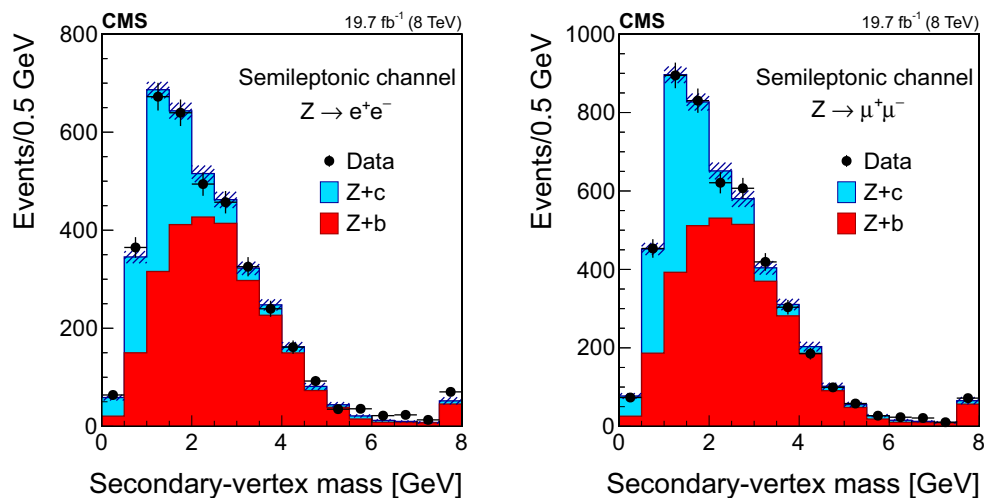 CMS 19.7 fb⁻¹ (8 TeV)
Events/0.5 GeV
800
600
400
200
0
Semileptonic channel
Z → e⁺e⁻
Data
Z+c
Z+b
0 2 4 6 8
Secondary-vertex mass [GeV]
CMS 19.7 fb⁻¹ (8 TeV)
Events/0.5 GeV
1000
800
600
400
200
0
Semileptonic channel
Z → μ⁺μ⁻
Data
Z+c
Z+b
0 2 4 6 8
Secondary-vertex mass [GeV]